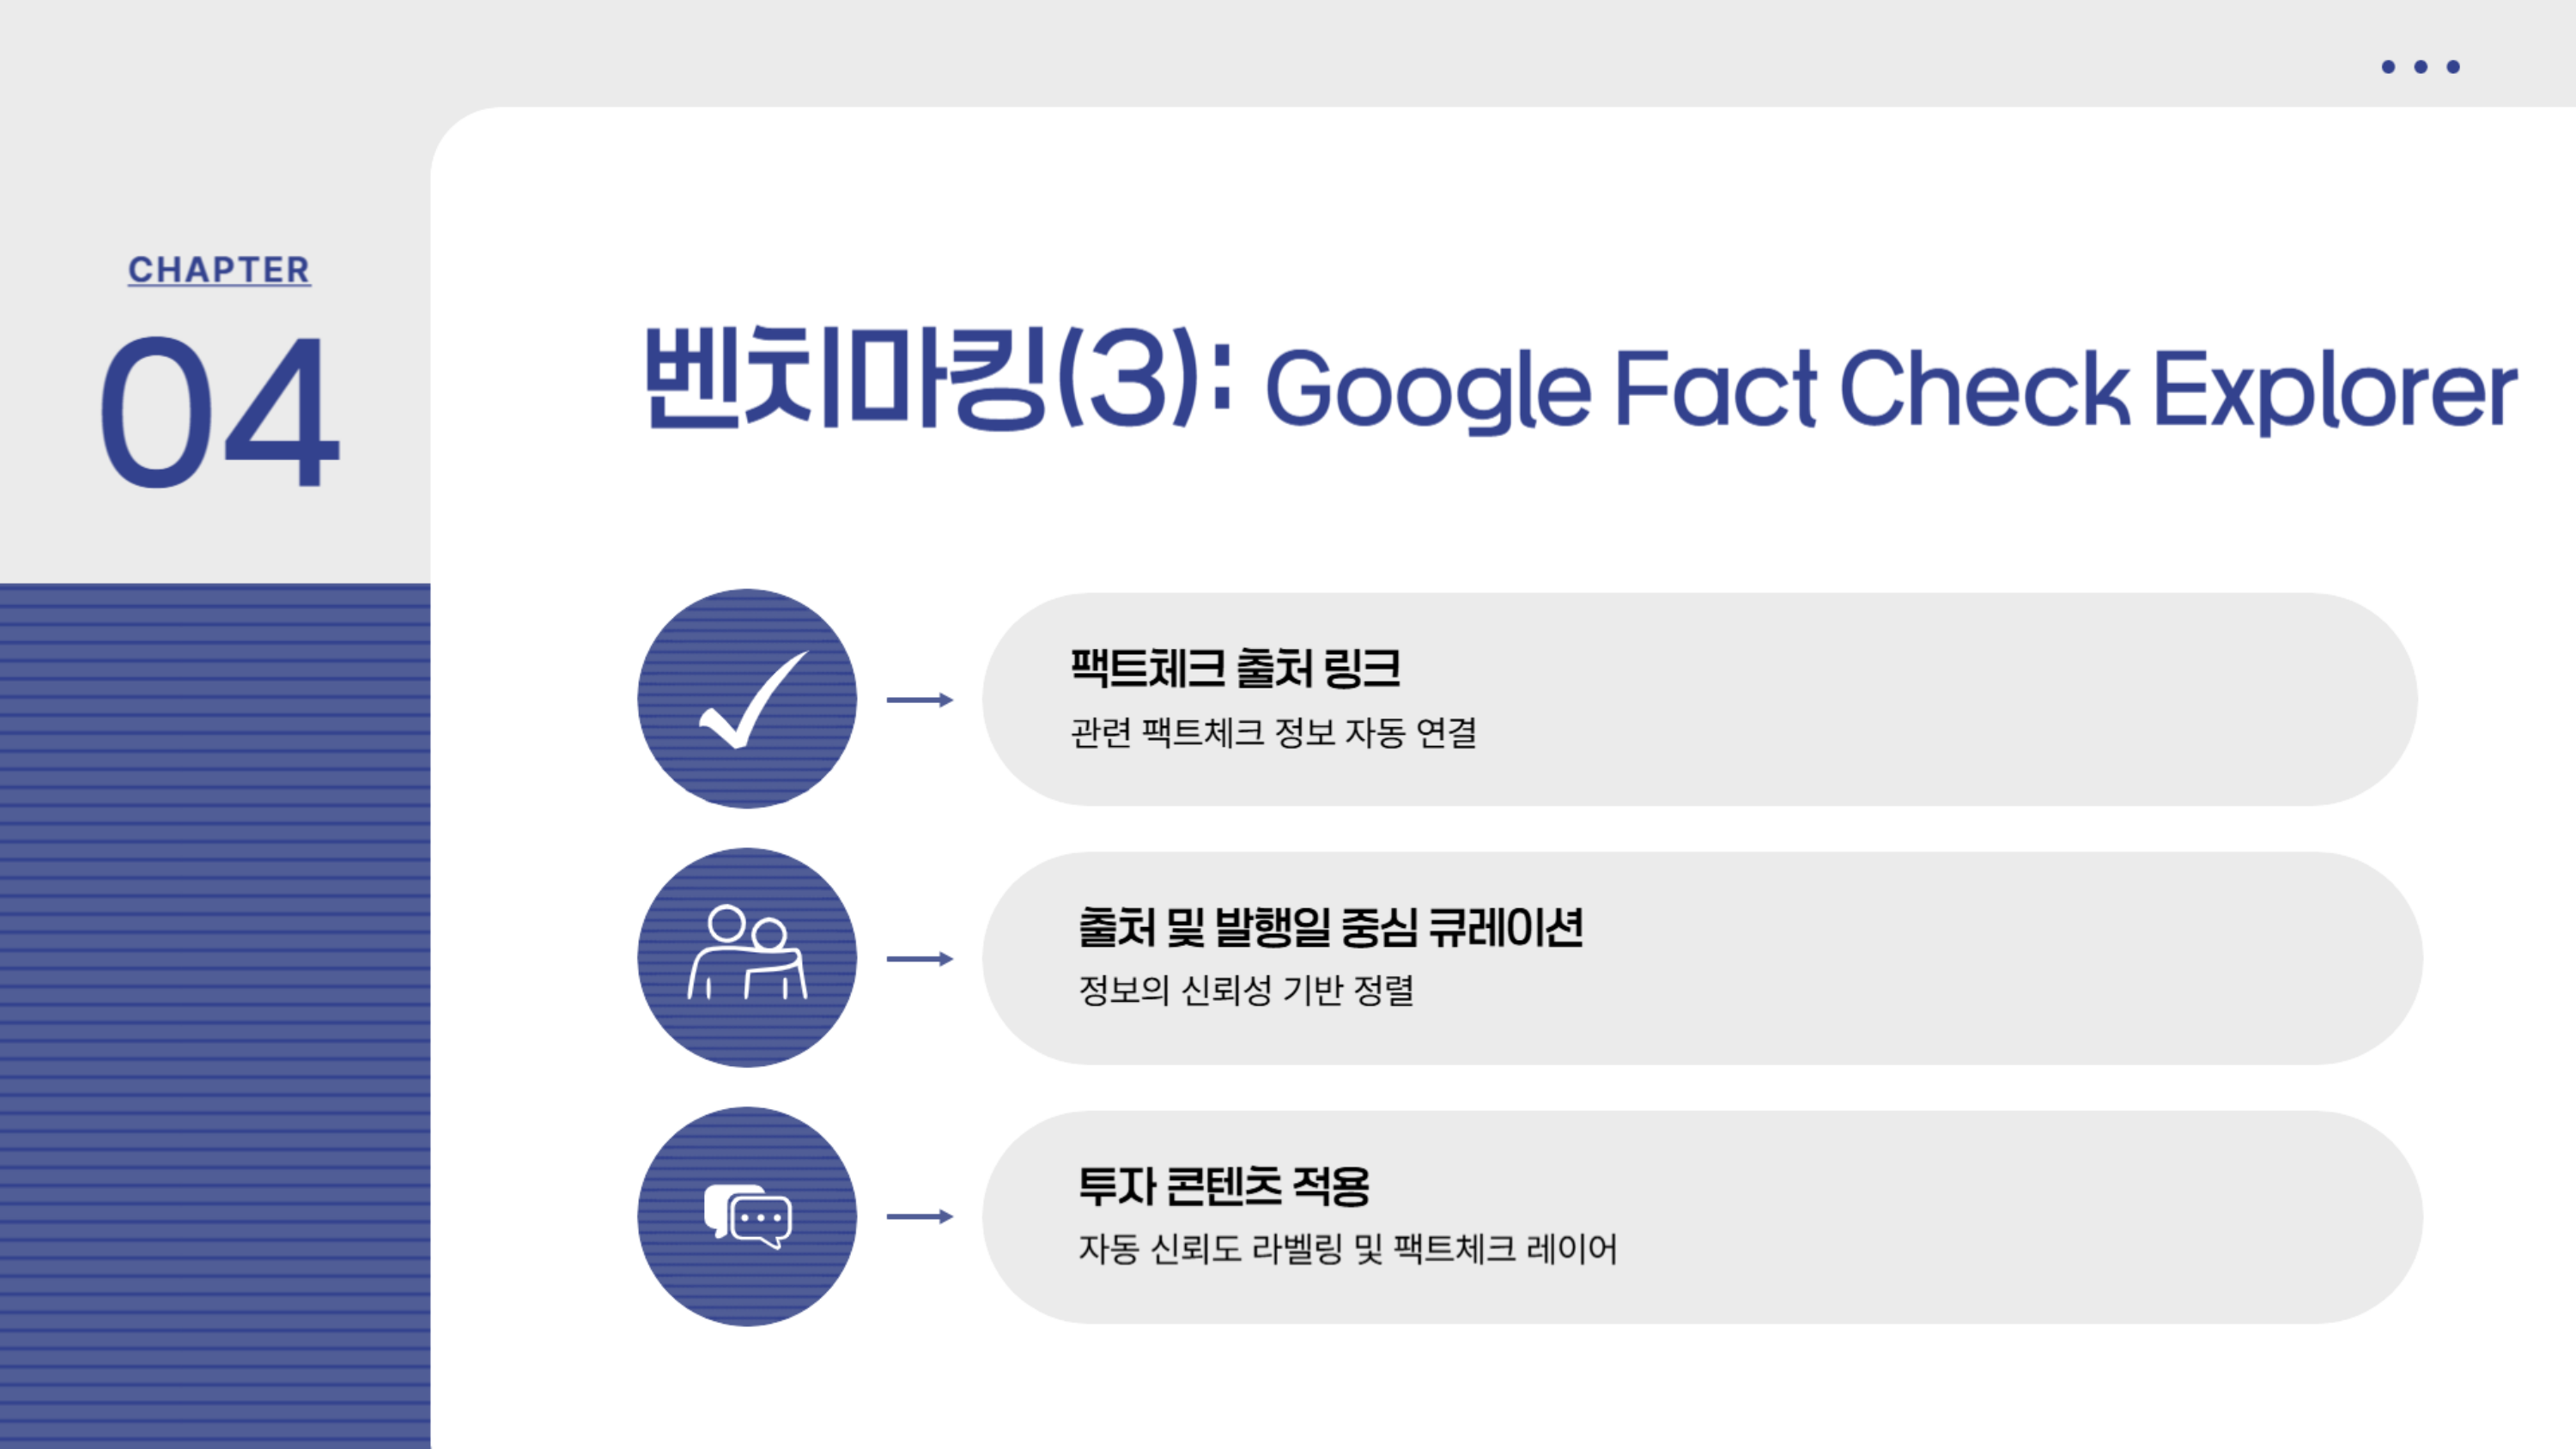 CHAPTER
04
벤치마킹(3): Google Fact Check Explorer
팩트체크 출처 링크
관련 팩트체크 정보 자동 연결
출처 및 발행일 중심 큐레이션
정보의 신뢰성 기반 정렬
투자 콘텐츠 적용
자동 신뢰도 라벨링 및 팩트체크 레이어